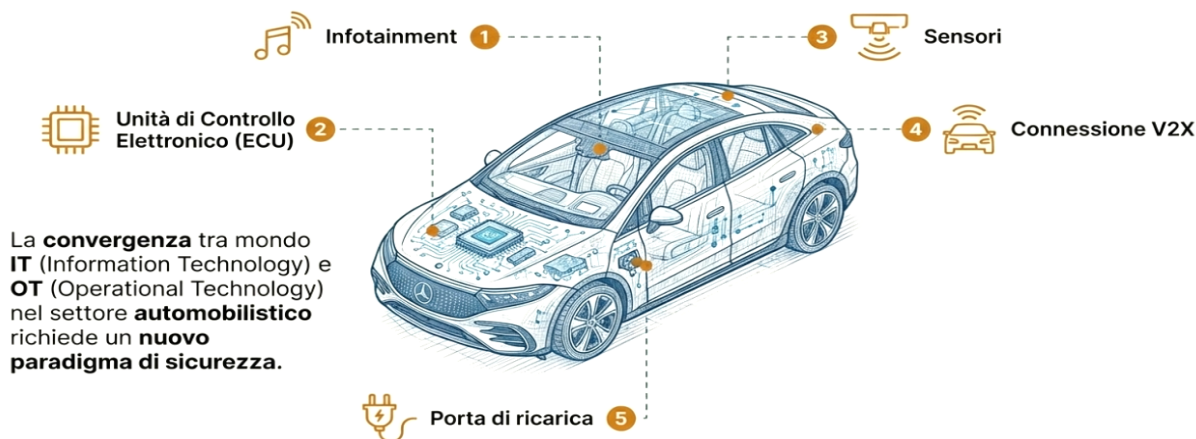 Infotainment 1
3 Sensori
Unità di Controllo
Elettronico (ECU) 2
4 Connessione V2X
La convergenza tra mondo
IT (Information Technology) e
OT (Operational Technology)
nel settore automobilistico
richiede un nuovo
paradigma di sicurezza.
Porta di ricarica 5